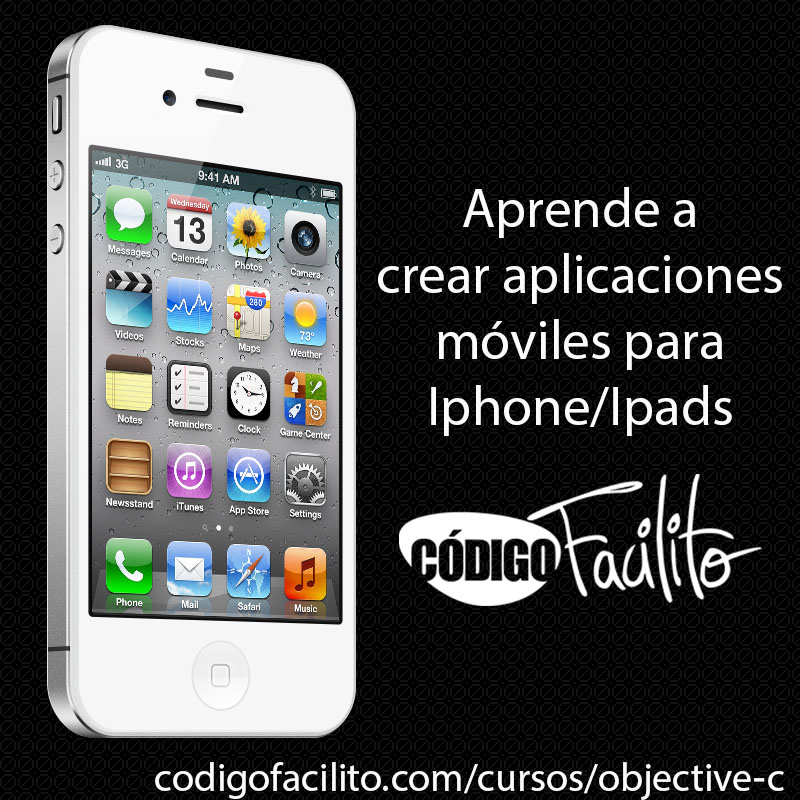 3G 9:41 AM
Wednesday
13
Messages Calendar Photos Camera
280
73°
Videos Stocks Maps Weather
Notes Reminders Clock Game Center
Newsstand iTunes App Store Settings
Phone Mail Safari Music
Aprende a
crear aplicaciones
móviles para
Iphone/Ipads
CÓDIGO Facilito
codigofacilito.com/cursos/objective-c